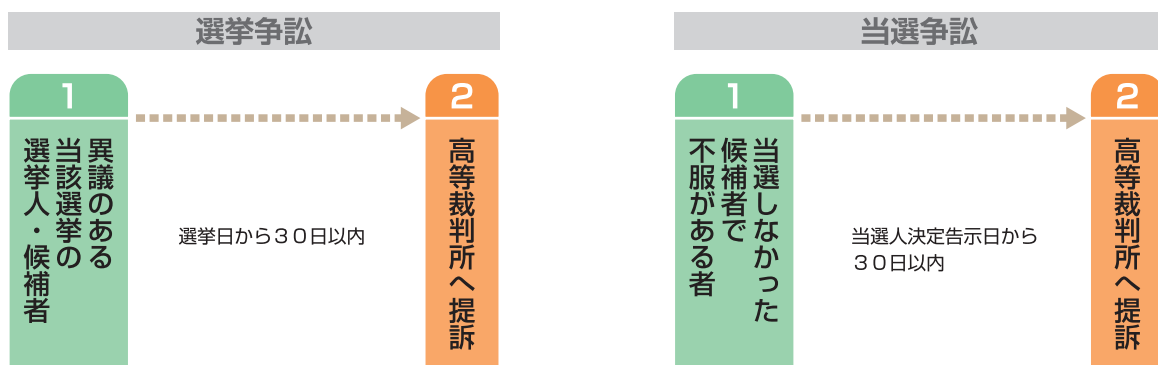 選挙争訟
1
異議のある
当該選挙の
選挙人・候補者
選挙日から３０日以内
2
高等裁判所へ提訴
当選争訟
1
当選しなかった
候補者で
不服がある者
当選人決定告示日から
３０日以内
2
高等裁判所へ提訴